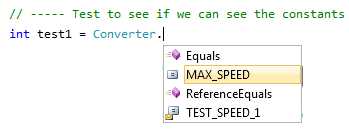 // ----- Test to see if we can see the constants
int test1 = Converter.
Equals
MAX_SPEED
ReferenceEquals
TEST_SPEED_1